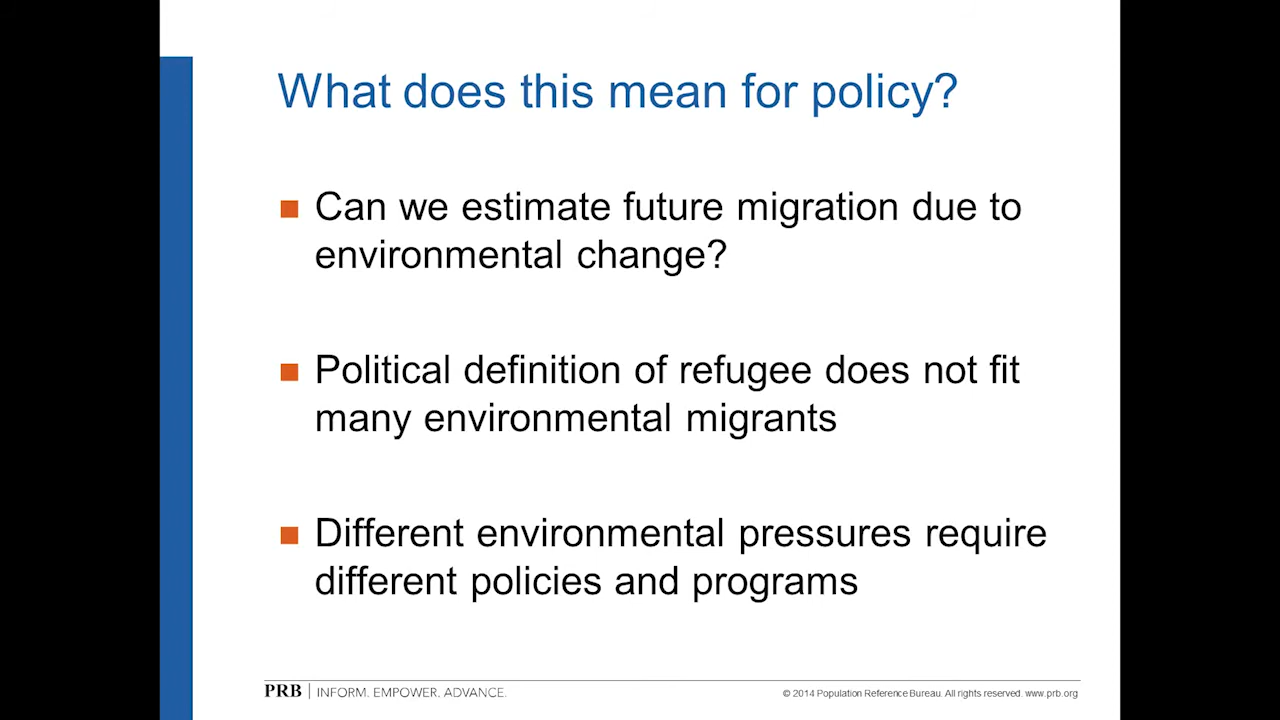 What does this mean for policy?
Can we estimate future migration due to
environmental change?
Political definition of refugee does not fit
many environmental migrants
Different environmental pressures require
different policies and programs
PRB | INFORM. EMPOWER. ADVANCE.
© 2014 Population Reference Bureau. All rights reserved. www.prb.org